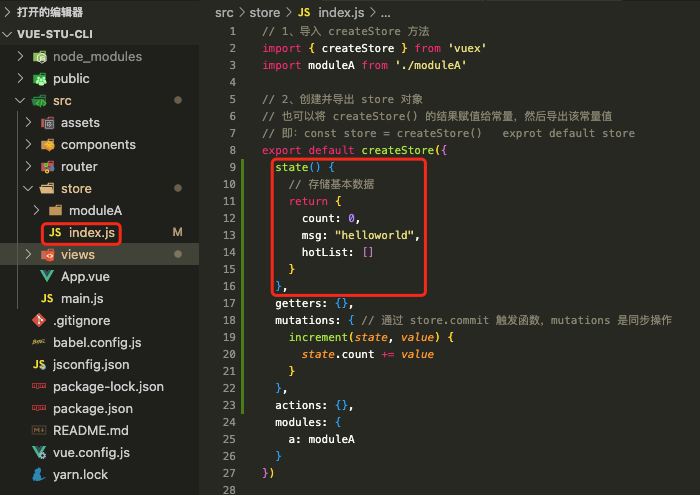 打开的编辑器
VUE-STU-CLI
node_modules
public
src
assets
components
router
store
moduleA
JS index.js M
views
App.vue
JS main.js
.gitignore
babel.config.js
JS jsconfig.json
package-lock.json
package.json
README.md
vue.config.js
yarn.lock
src > store > JS index.js > ...
1 // 1、导入 createStore 方法
2 import { createStore } from 'vuex'
3 import moduleA from './moduleA'
4
5 // 2、创建并导出 store 对象
6 // 也可以将 createStore() 的结果赋值给常量，然后导出该常量值
7 // 即：const store = createStore()   exprot default store
8 export default createStore({
9 state() {
10 // 存储基本数据
11 return {
12 count: 0,
13 msg: "helloworld",
14 hotList: []
15 }
16 },
17 getters: {},
18 mutations: { // 通过 store.commit 触发函数，mutations 是同步操作
19 increment(state, value) {
20 state.count += value
21 }
22 },
23 actions: {},
24 modules: {
25 a: moduleA
26 }
27 })
28